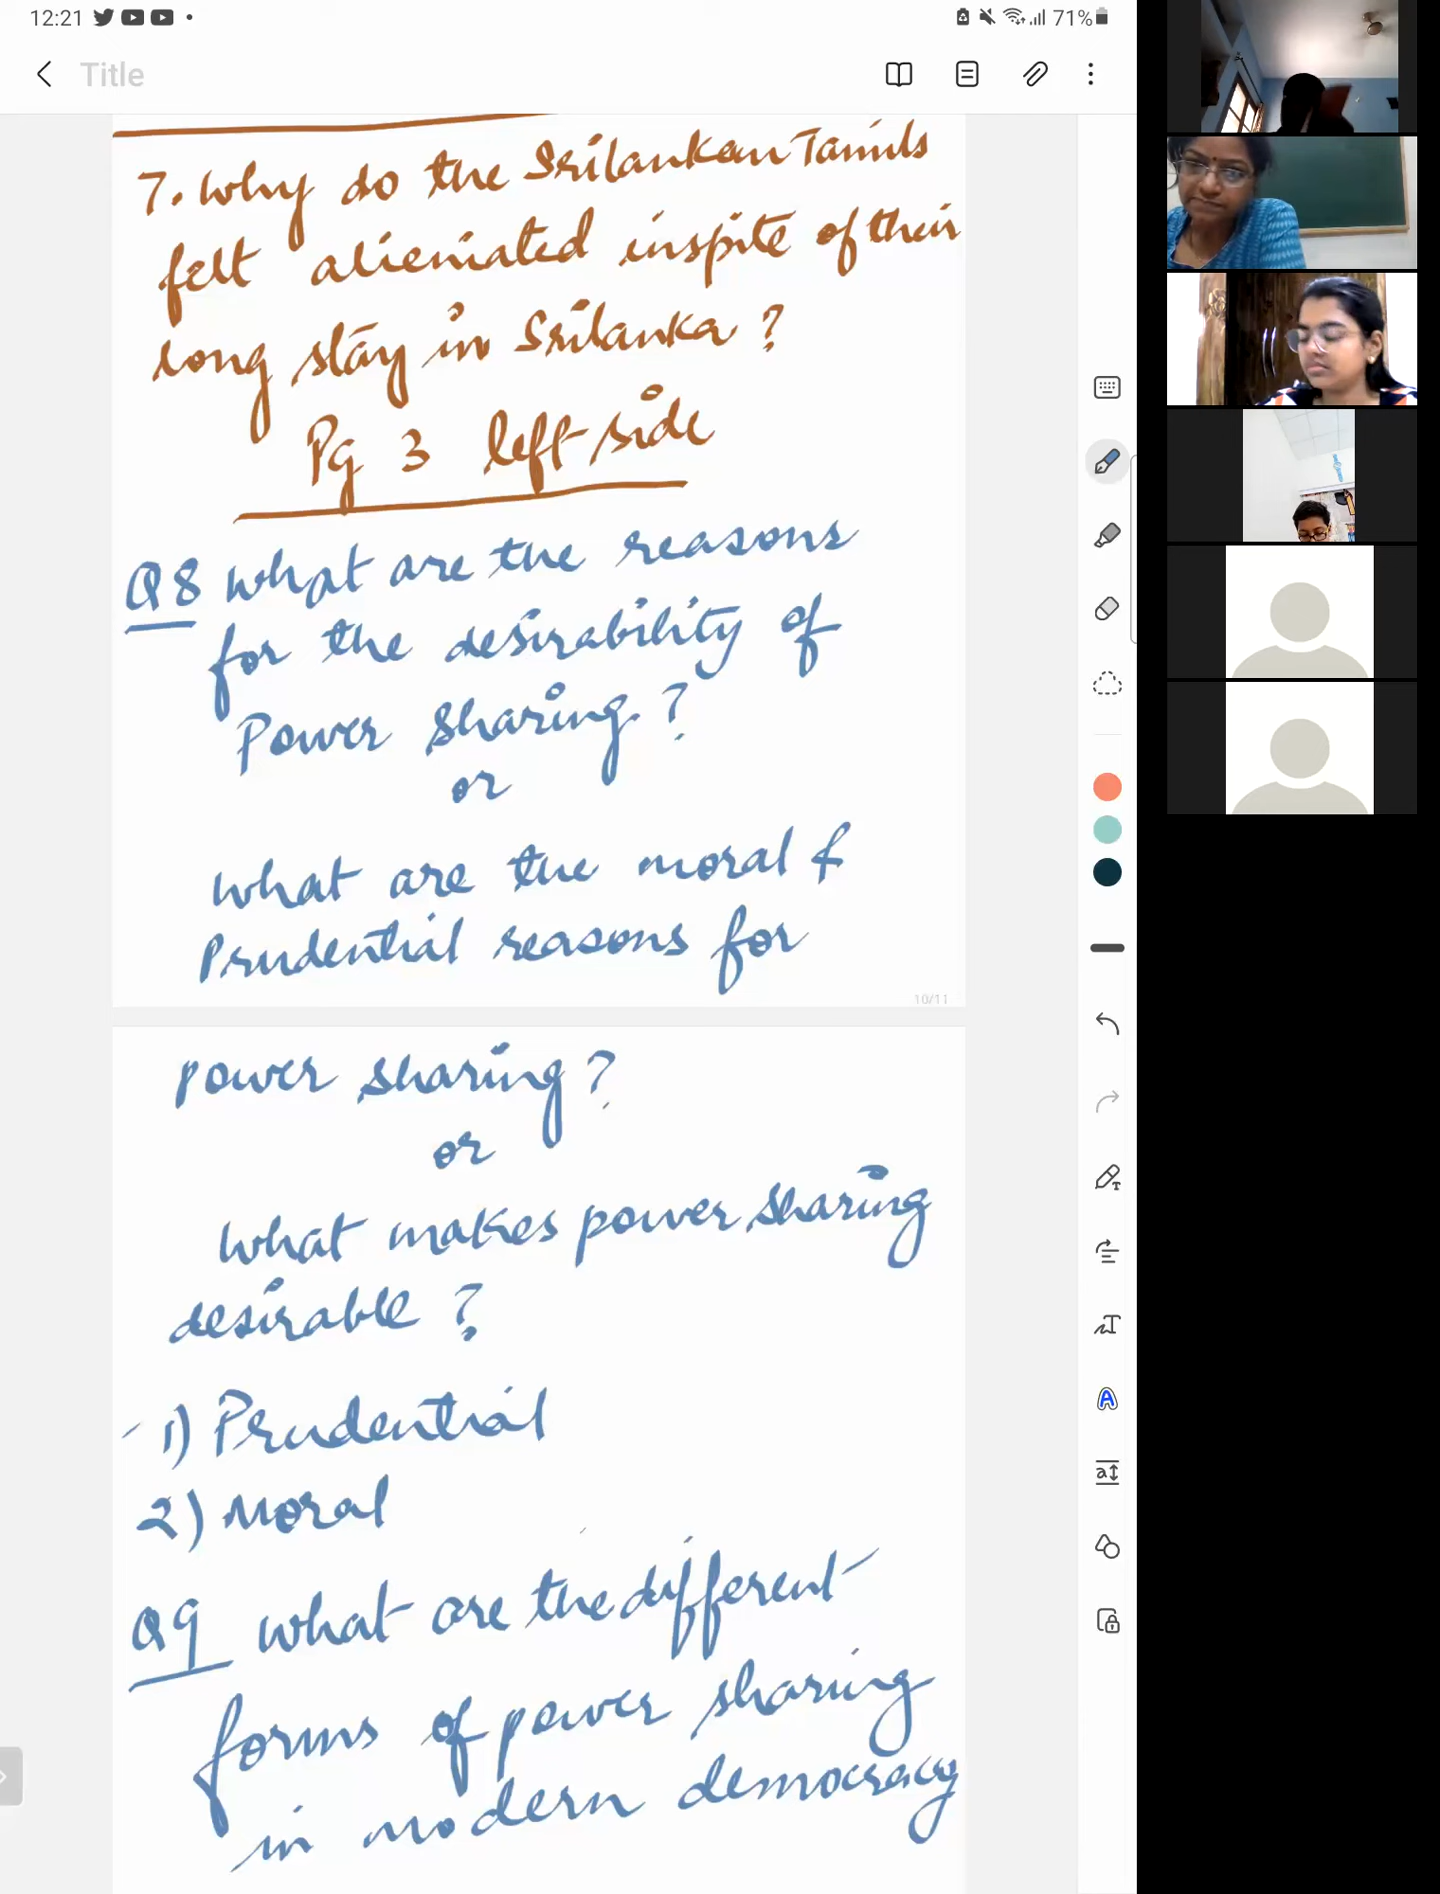 12:21
71%
Title
7. Why do the Srilankan Tamils
felt alieniated inspite of their
long stay in Srilanka ?
Pg 3 left side
Q8 What are the reasons
for the desirability of
Power Sharing. ?
or
What are the moral &
Prudential reasons for
10/11
power sharing ?
or
What makes power sharing
desirable ?
1) Prudential
2) Moral
Q9 What are the different
forms of power sharing
in modern democracy